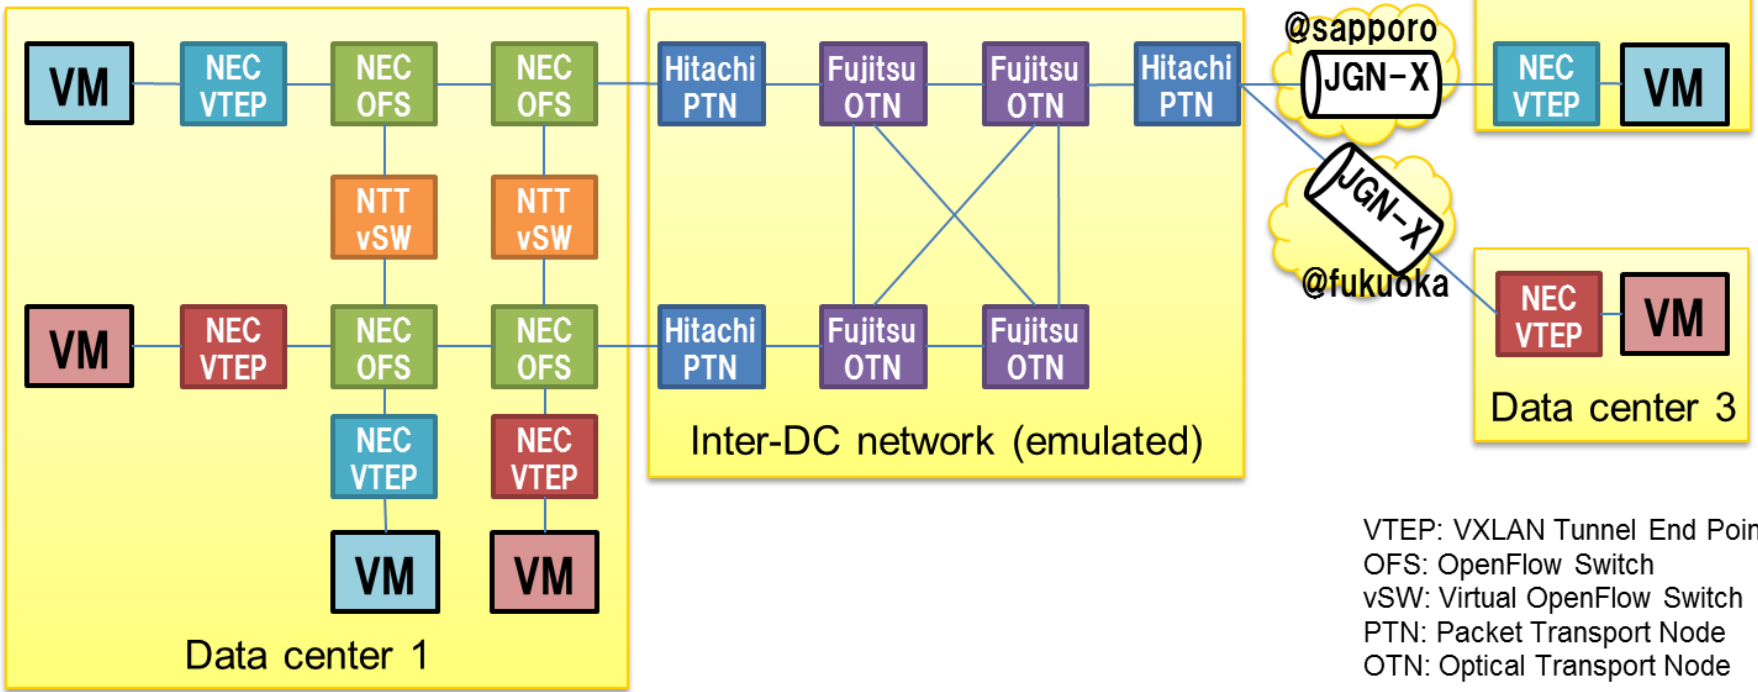 VM
NEC
VTEP
NEC
OFS
NEC
OFS
NTT
vSW
NTT
vSW
VM
NEC
VTEP
NEC
OFS
NEC
OFS
NEC
VTEP
NEC
VTEP
VM
VM
Data center 1
Hitachi
PTN
Fujitsu
OTN
Fujitsu
OTN
Hitachi
PTN
Hitachi
PTN
Fujitsu
OTN
Fujitsu
OTN
Inter-DC network (emulated)
@sapporo
JGN-X
JGN-X
@fukuoka
NEC
VTEP
VM
NEC
VTEP
VM
Data center 3
VTEP: VXLAN Tunnel End Poin
OFS: OpenFlow Switch
vSW: Virtual OpenFlow Switch
PTN: Packet Transport Node
OTN: Optical Transport Node